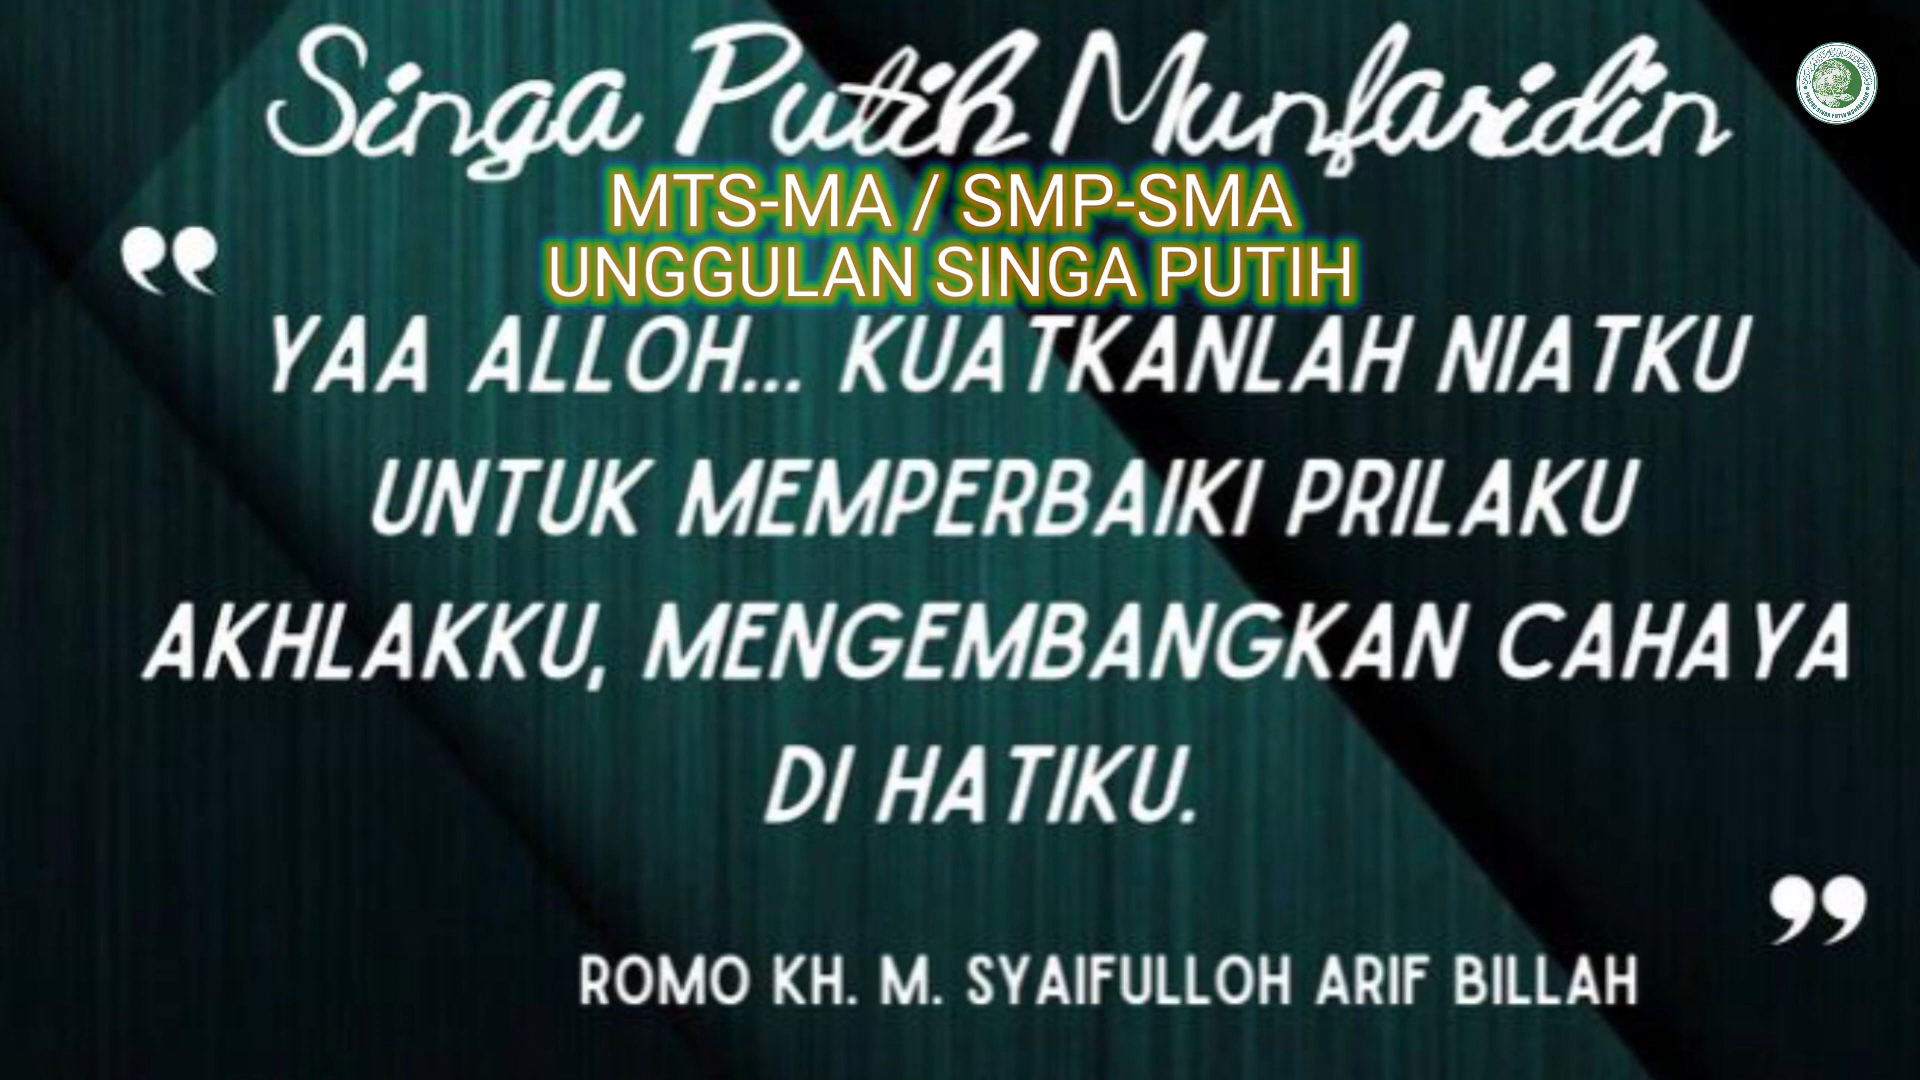 Singa Putih Munfaridin
MTS-MA / SMP-SMA
UNGGULAN SINGA PUTIH
YAA ALLOH... KUATKANLAH NIATKU
UNTUK MEMPERBAIKI PRILAKU
AKHLAKKU, MENGEMBANGKAN CAHAYA
DI HATIKU.
ROMO KH. M. SYAIFULLOH ARIF BILLAH